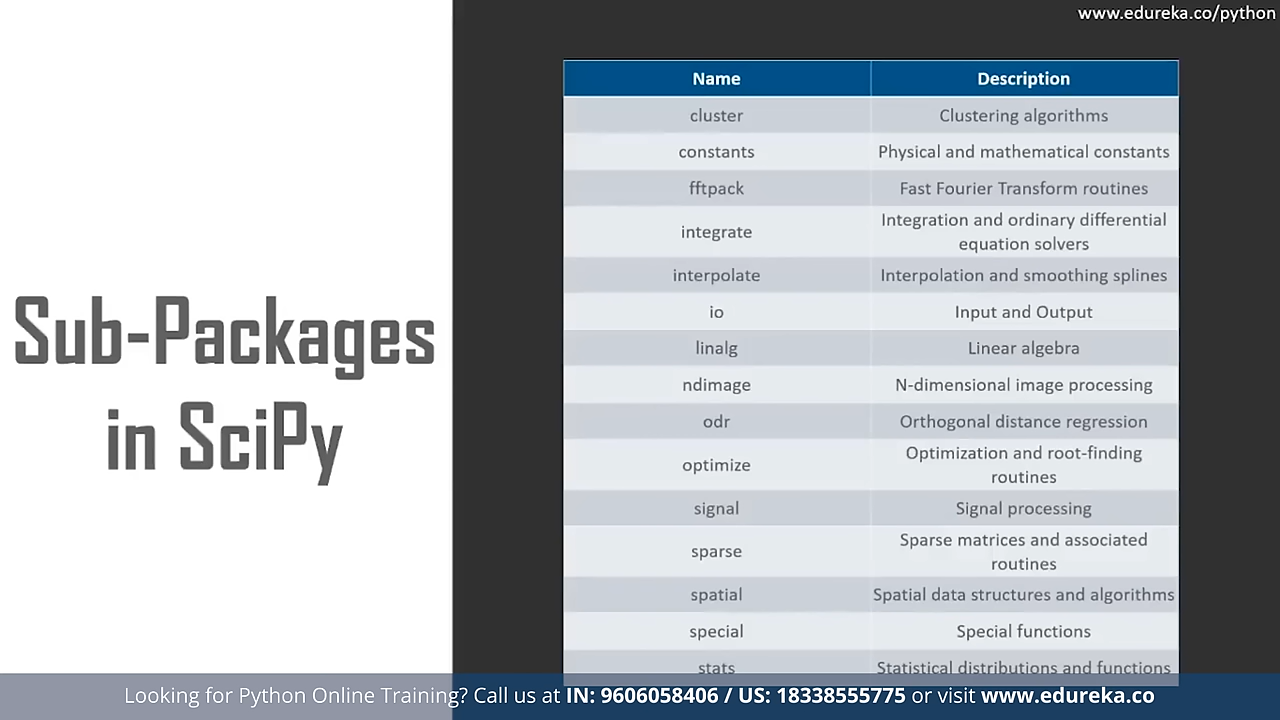 www.edureka.co/python
Sub-Packages
in SciPy
Name Description
cluster Clustering algorithms
constants Physical and mathematical constants
fftpack Fast Fourier Transform routines
integrate Integration and ordinary differential
equation solvers
interpolate Interpolation and smoothing splines
io Input and Output
linalg Linear algebra
ndimage N-dimensional image processing
odr Orthogonal distance regression
optimize Optimization and root-finding
routines
signal Signal processing
sparse Sparse matrices and associated
routines
spatial Spatial data structures and algorithms
special Special functions
stats Statistical distributions and functions
Looking for Python Online Training? Call us at IN: 9606058406 / US: 18338555775 or visit www.edureka.co